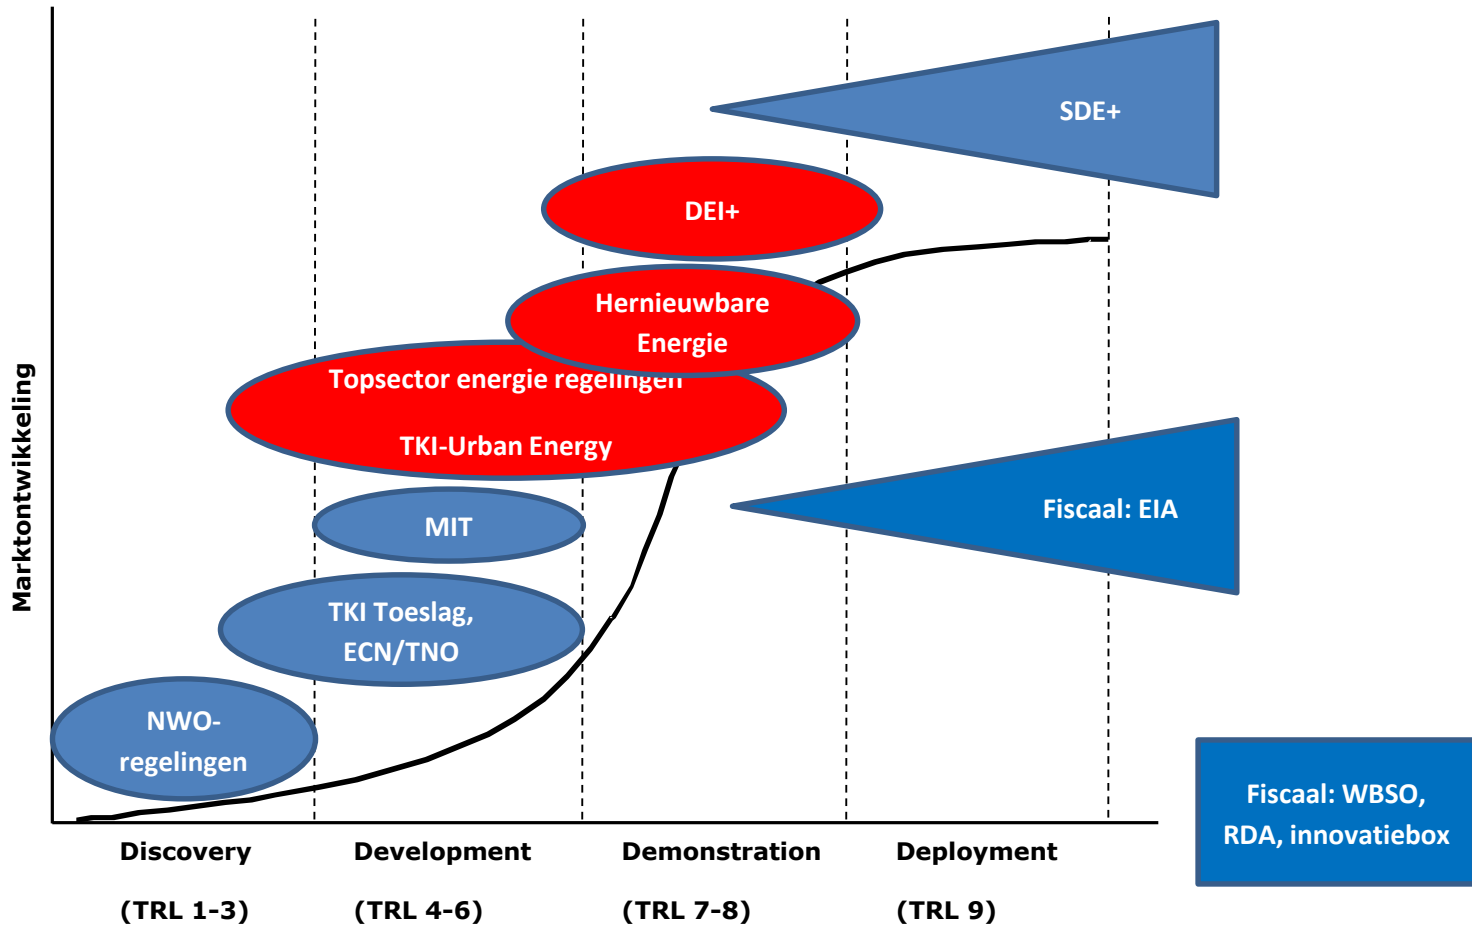 SDE+
DEI+
Hernieuwbare
Energie
Topsector energie regelingen
TKI-Urban Energy
Marktontwikkeling
MIT
Fiscaal: EIA
TKI Toeslag,
ECN/TNO
NWO-
regelingen
Fiscaal: WBSO,
RDA, innovatiebox
Discovery
(TRL 1-3)
Development
(TRL 4-6)
Demonstration
(TRL 7-8)
Deployment
(TRL 9)